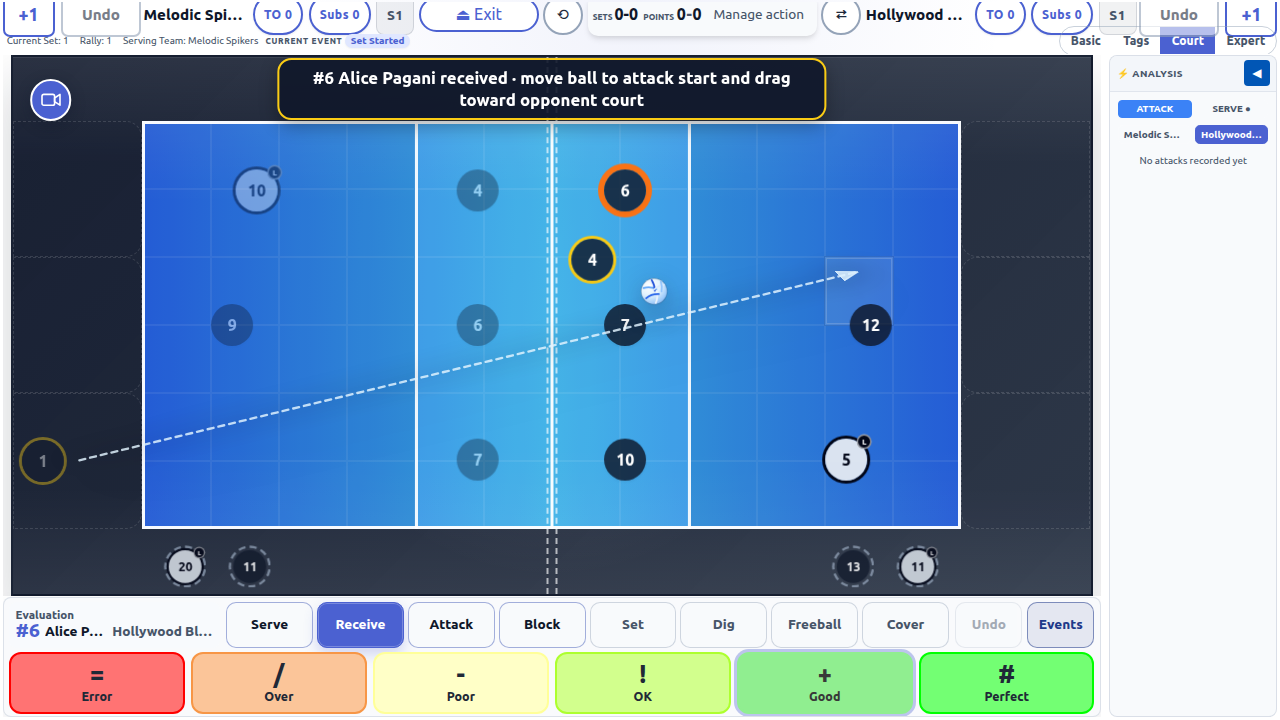 +1
Undo
Melodic Spi...
TO 0
Subs 0
S1
⏏ Exit
⟲
SETS 0-0 POINTS 0-0 Manage action
⇄
Hollywood ...
TO 0
Subs 0
S1
Undo
+1
Current Set: 1 Rally: 1 Serving Team: Melodic Spikers CURRENT EVENT Set Started
Basic Tags Court Expert
#6 Alice Pagani received · move ball to attack start and drag
toward opponent court
⚡ ANALYSIS
◀
ATTACK SERVE ●
Melodic S... Hollywood...
No attacks recorded yet
10 L
4
6
4
9
6
7
12
1
7
10
5 L
20 L
11
13
11 L
Evaluation
#6 Alice P... Hollywood Bl...
Serve
Receive
Attack
Block
Set
Dig
Freeball
Cover
Undo
Events
=
Error
/
Over
-
Poor
!
OK
+
Good
#
Perfect